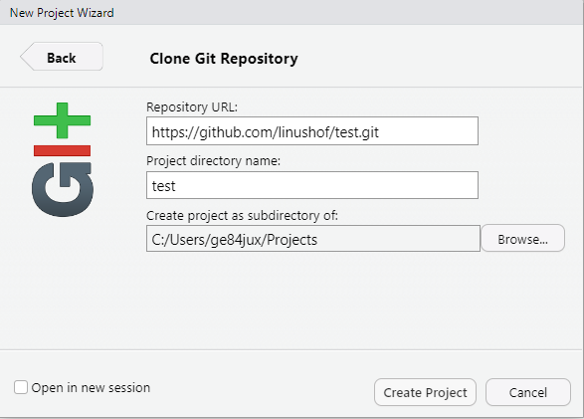 New Project Wizard
Back
Clone Git Repository
Repository URL:
https://github.com/linushof/test.git
Project directory name:
test
Create project as subdirectory of:
C:/Users/ge84jux/Projects
Browse...
GIt
Open in new session
Create Project
Cancel